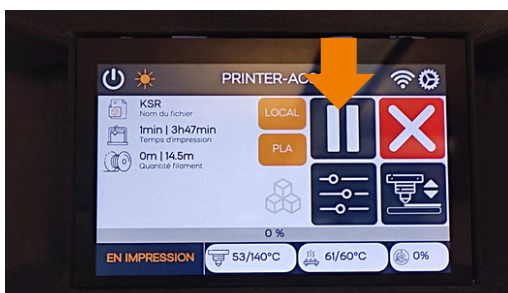 PRINTER-AC
KSR
Nom du fichier
LOCAL
1min | 3h47min
Temps d'impression
PLA
0m | 14.5m
Quantité filament
0 %
EN IMPRESSION
53/140°C
61/60°C
0%